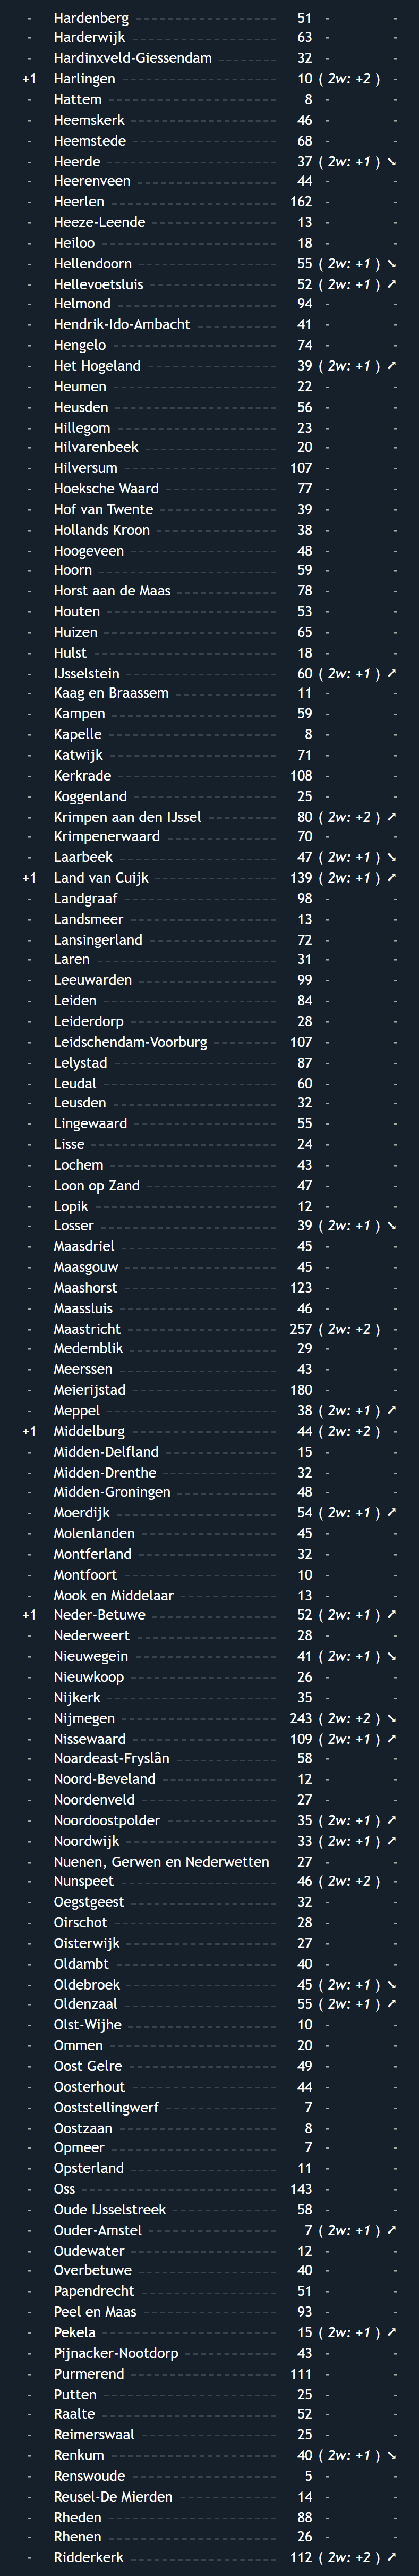 - Hardenberg 51 - -
- Harderwijk 63 - -
- Hardinxveld-Giessendam 32 - -
+1 Harlingen 10 ( 2w: +2 ) -
- Hattem 8 - -
- Heemskerk 46 - -
- Heemstede 68 - -
- Heerde 37 ( 2w: +1 ) ➘
- Heerenveen 44 - -
- Heerlen 162 - -
- Heeze-Leende 13 - -
- Heiloo 18 - -
- Hellendoorn 55 ( 2w: +1 ) ➘
- Hellevoetsluis 52 ( 2w: +1 ) ➚
- Helmond 94 - -
- Hendrik-Ido-Ambacht 41 - -
- Hengelo 74 - -
- Het Hogeland 39 ( 2w: +1 ) ➚
- Heumen 22 - -
- Heusden 56 - -
- Hillegom 23 - -
- Hilvarenbeek 20 - -
- Hilversum 107 - -
- Hoeksche Waard 77 - -
- Hof van Twente 39 - -
- Hollands Kroon 38 - -
- Hoogeveen 48 - -
- Hoorn 59 - -
- Horst aan de Maas 78 - -
- Houten 53 - -
- Huizen 65 - -
- Hulst 18 - -
- IJsselstein 60 ( 2w: +1 ) ➚
- Kaag en Braassem 11 - -
- Kampen 59 - -
- Kapelle 8 - -
- Katwijk 71 - -
- Kerkrade 108 - -
- Koggenland 25 - -
- Krimpen aan den IJssel 80 ( 2w: +2 ) ➚
- Krimpenerwaard 70 - -
- Laarbeek 47 ( 2w: +1 ) ➘
+1 Land van Cuijk 139 ( 2w: +1 ) ➚
- Landgraaf 98 - -
- Landsmeer 13 - -
- Lansingerland 72 - -
- Laren 31 - -
- Leeuwarden 99 - -
- Leiden 84 - -
- Leiderdorp 28 - -
- Leidschendam-Voorburg 107 - -
- Lelystad 87 - -
- Leudal 60 - -
- Leusden 32 - -
- Lingewaard 55 - -
- Lisse 24 - -
- Lochem 43 - -
- Loon op Zand 47 - -
- Lopik 12 - -
- Losser 39 ( 2w: +1 ) ➘
- Maasdriel 45 - -
- Maasgouw 45 - -
- Maashorst 123 - -
- Maassluis 46 - -
- Maastricht 257 ( 2w: +2 ) -
- Medemblik 29 - -
- Meerssen 43 - -
- Meierijstad 180 - -
- Meppel 38 ( 2w: +1 ) ➚
+1 Middelburg 44 ( 2w: +2 ) -
- Midden-Delfland 15 - -
- Midden-Drenthe 32 - -
- Midden-Groningen 48 - -
- Moerdijk 54 ( 2w: +1 ) ➚
- Molenlanden 45 - -
- Montferland 32 - -
- Montfoort 10 - -
- Mook en Middelaar 13 - -
+1 Neder-Betuwe 52 ( 2w: +1 ) ➚
- Nederweert 28 - -
- Nieuwegein 41 ( 2w: +1 ) ➘
- Nieuwkoop 26 - -
- Nijkerk 35 - -
- Nijmegen 243 ( 2w: +2 ) ➘
- Nissewaard 109 ( 2w: +1 ) ➚
- Noardeast-Fryslân 58 - -
- Noord-Beveland 12 - -
- Noordenveld 27 - -
- Noordoostpolder 35 ( 2w: +1 ) ➚
- Noordwijk 33 ( 2w: +1 ) ➚
- Nuenen, Gerwen en Nederwetten 27 - -
- Nunspeet 46 ( 2w: +2 ) -
- Oegstgeest 32 - -
- Oirschot 28 - -
- Oisterwijk 27 - -
- Oldambt 40 - -
- Oldebroek 45 ( 2w: +1 ) ➘
- Oldenzaal 55 ( 2w: +1 ) ➚
- Olst-Wijhe 10 - -
- Ommen 20 - -
- Oost Gelre 49 - -
- Oosterhout 44 - -
- Ooststellingwerf 7 - -
- Oostzaan 8 - -
- Opmeer 7 - -
- Opsterland 11 - -
- Oss 143 - -
- Oude IJsselstreek 58 - -
- Ouder-Amstel 7 ( 2w: +1 ) ➚
- Oudewater 12 - -
- Overbetuwe 40 - -
- Papendrecht 51 - -
- Peel en Maas 93 - -
- Pekela 15 ( 2w: +1 ) ➚
- Pijnacker-Nootdorp 43 - -
- Purmerend 111 - -
- Putten 25 - -
- Raalte 52 - -
- Reimerswaal 25 - -
- Renkum 40 ( 2w: +1 ) ➘
- Renswoude 5 - -
- Reusel-De Mierden 14 - -
- Rheden 88 - -
- Rhenen 26 - -
- Ridderkerk 112 ( 2w: +2 ) ➚